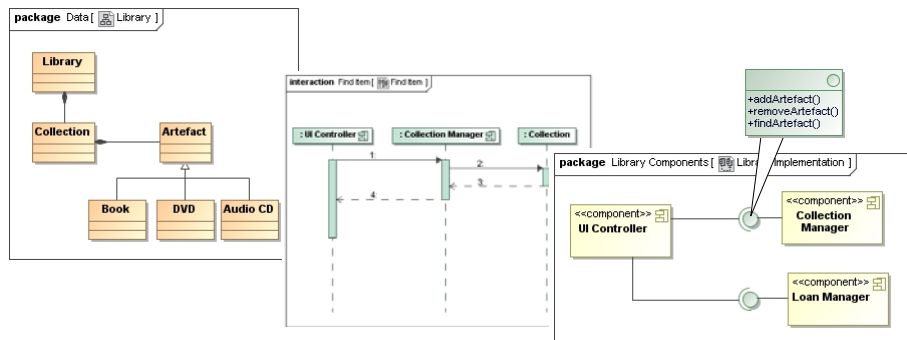 package Data [ Library ]
Library
Collection
Artefact
Book
DVD
Audio CD
interaction Find Item [ Find Item ]
: UI Controller
: Collection Manager
: Collection
1:
2:
3:
4:
+addArtefact()
+removeArtefact()
+findArtefact()
package Library Components [ Library Implementation ]
<<component>>
UI Controller
<<component>>
Collection
Manager
<<component>>
Loan Manager